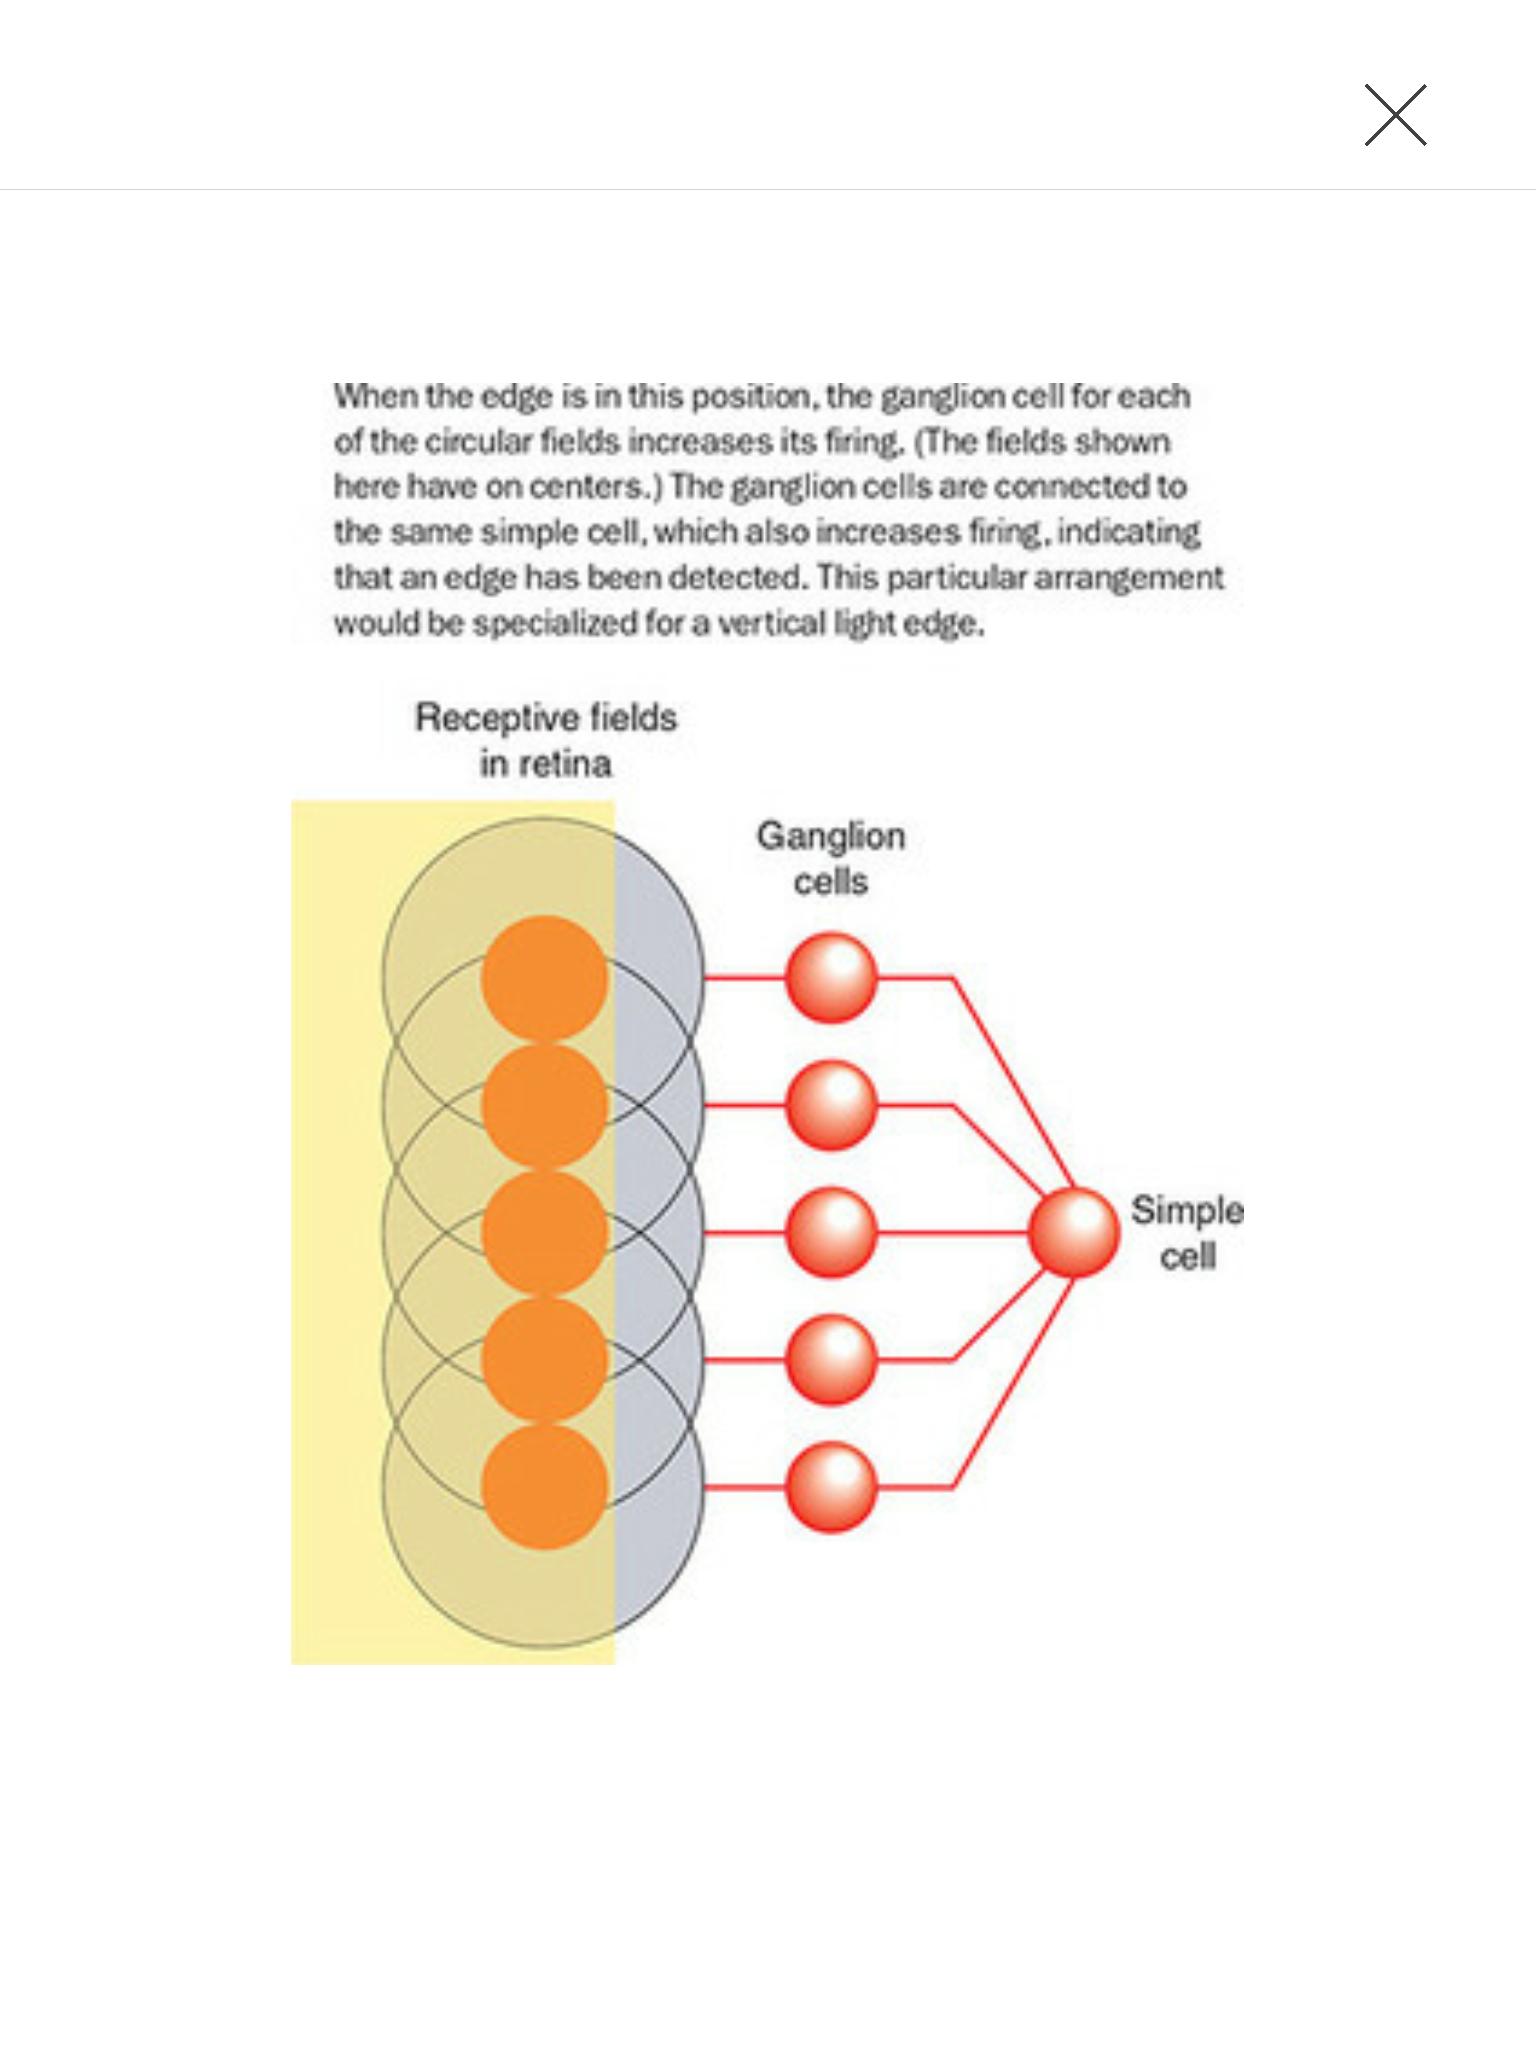 When the edge is in this position, the ganglion cell for each
of the circular fields increases its firing. (The fields shown
here have on centers.) The ganglion cells are connected to
the same simple cell, which also increases firing, indicating
that an edge has been detected. This particular arrangement
would be specialized for a vertical light edge.
Receptive fields
in retina
Ganglion
cells
Simple
cell